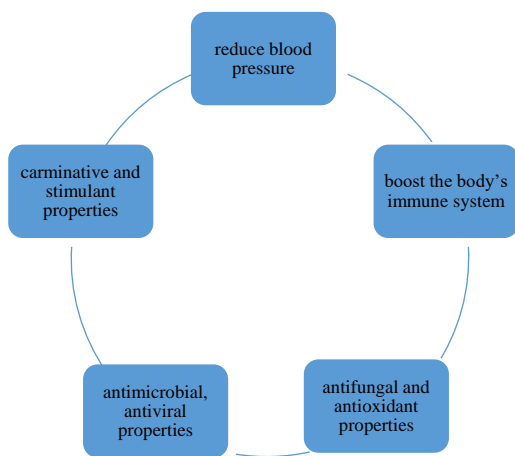 reduce blood
pressure
boost the body's
immune system
antifungal and
antioxidant
properties
antimicrobial,
antiviral
properties
carminative and
stimulant
properties